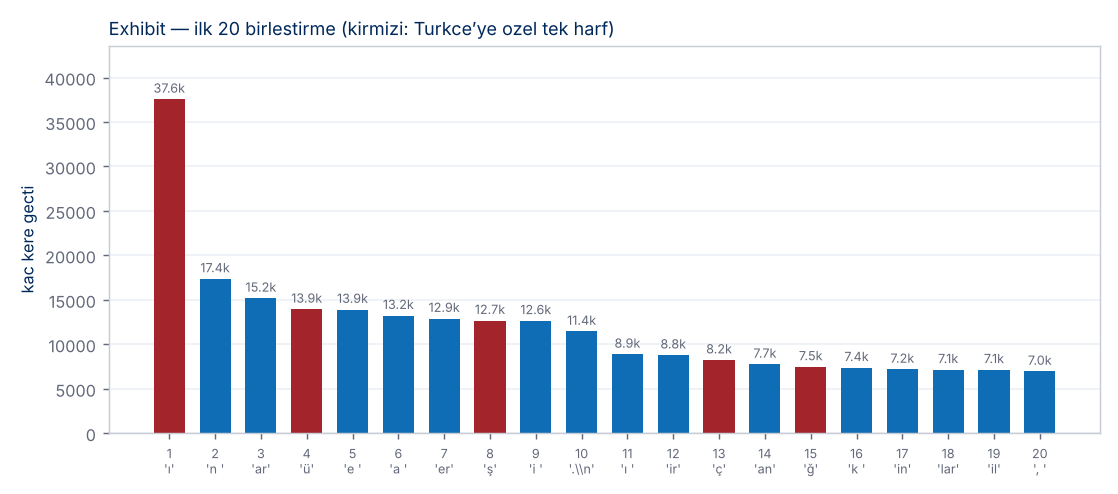 Exhibit — ilk 20 birlestirme (kirmizi: Turkce’ye ozel tek harf)
kac kere gecti
40000
35000
30000
25000
20000
15000
10000
5000
0
37.6k
17.4k
15.2k
13.9k
13.9k
13.2k
12.9k
12.7k
12.6k
11.4k
8.9k
8.8k
8.2k
7.7k
7.5k
7.4k
7.2k
7.1k
7.1k
7.0k
1 2 3 4 5 6 7 8 9 10 11 12 13 14 15 16 17 18 19 20
'ı' 'n ' 'ar' 'ü' 'e ' 'a ' 'er' 'ş' 'i ' '.\\n' 'ı ' 'ir' 'ç' 'an' 'ğ' 'k ' 'in' 'lar' 'il' ', '